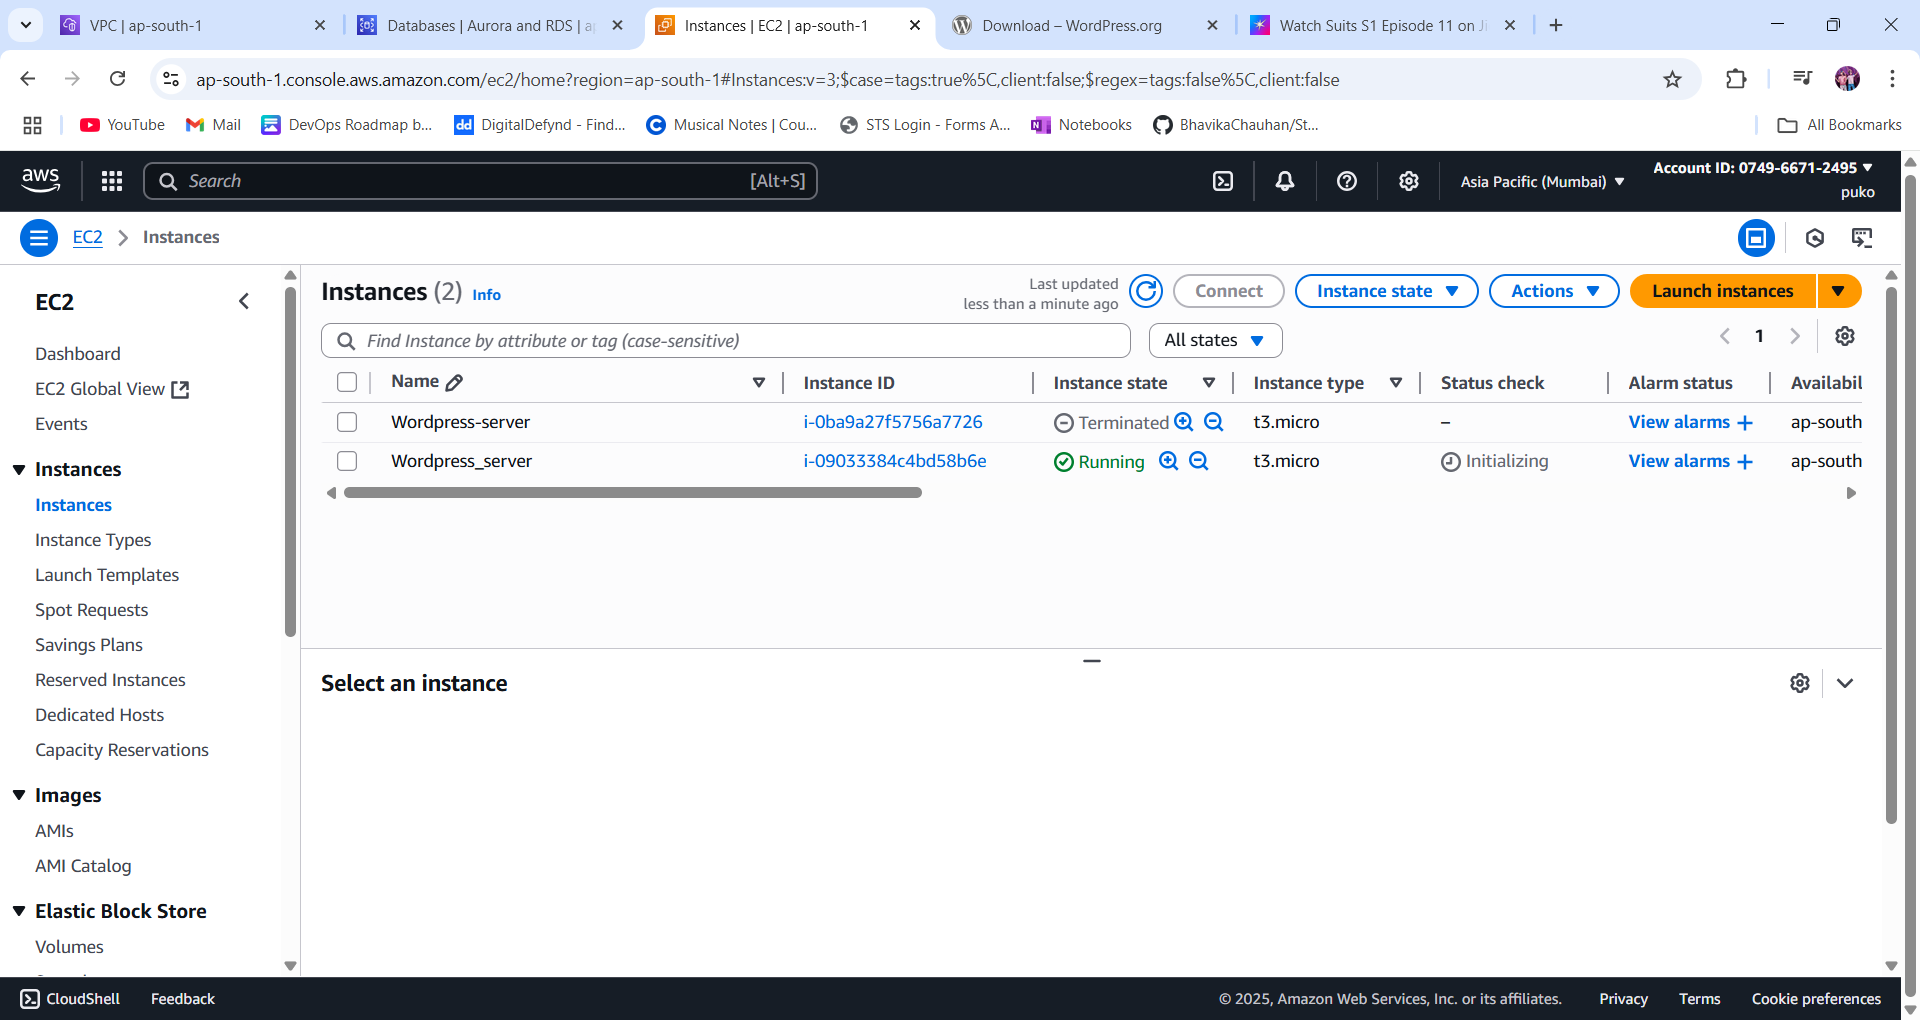 VPC | ap-south-1
Databases | Aurora and RDS | ap
Instances | EC2 | ap-south-1
Download – WordPress.org
Watch Suits S1 Episode 11 on Ji
ap-south-1.console.aws.amazon.com/ec2/home?region=ap-south-1#Instances:v=3;$case=tags:true%5C,client:false;$regex=tags:false%5C,client:false
YouTube
Mail
DevOps Roadmap b...
dd DigitalDefynd - Find...
Musical Notes | Cou...
STS Login - Forms A...
Notebooks
BhavikaChauhan/St...
All Bookmarks
aws
Search
[Alt+S]
Asia Pacific (Mumbai)
Account ID: 0749-6671-2495
puko
EC2
Instances
EC2
Dashboard
EC2 Global View
Events
Instances
Instances
Instance Types
Launch Templates
Spot Requests
Savings Plans
Reserved Instances
Dedicated Hosts
Capacity Reservations
Images
AMIs
AMI Catalog
Elastic Block Store
Volumes
Instances (2) Info
Last updated
less than a minute ago
Connect
Instance state
Actions
Launch instances
Find Instance by attribute or tag (case-sensitive)
All states
1
Name Instance ID Instance state Instance type Status check Alarm status Availabil
Wordpress-server i-0ba9a27f5756a7726 Terminated t3.micro – View alarms + ap-south
Wordpress_server i-09033384c4bd58b6e Running t3.micro Initializing View alarms + ap-south
Select an instance
CloudShell
Feedback
© 2025, Amazon Web Services, Inc. or its affiliates.
Privacy
Terms
Cookie preferences